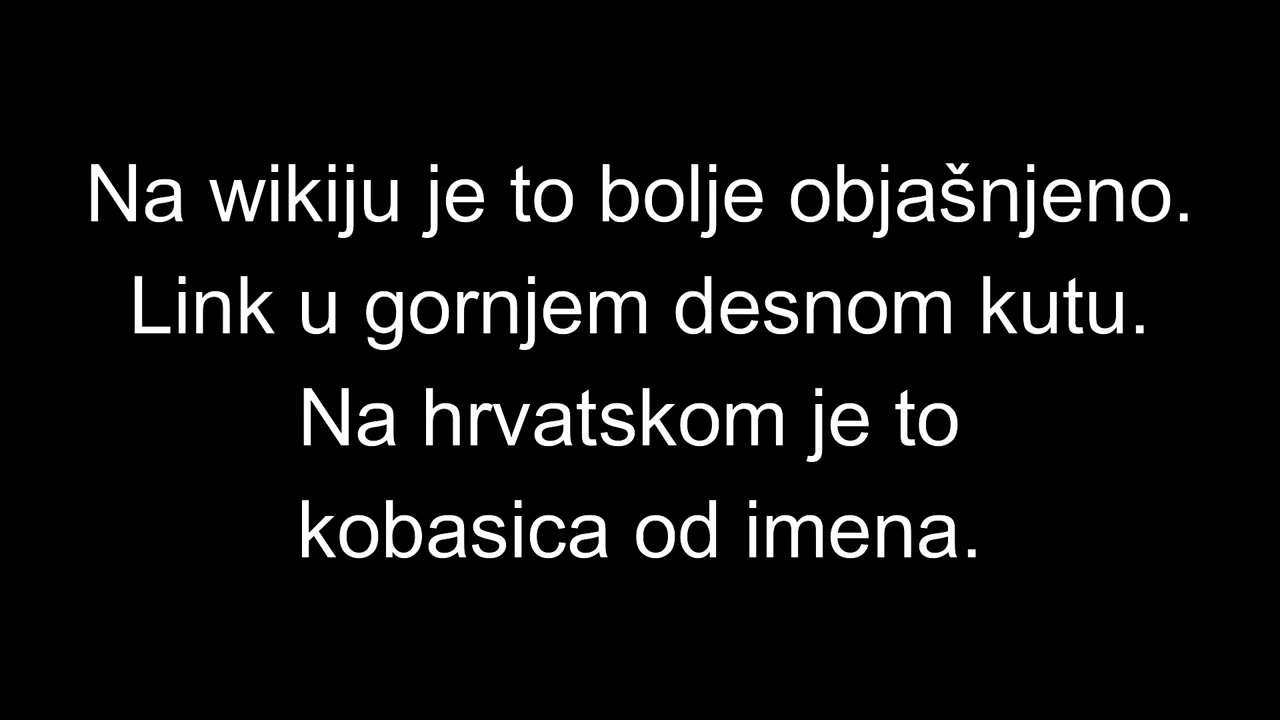 Na wikiju je to bolje objašnjeno.
Link u gornjem desnom kutu.
Na hrvatskom je to
kobasica od imena.